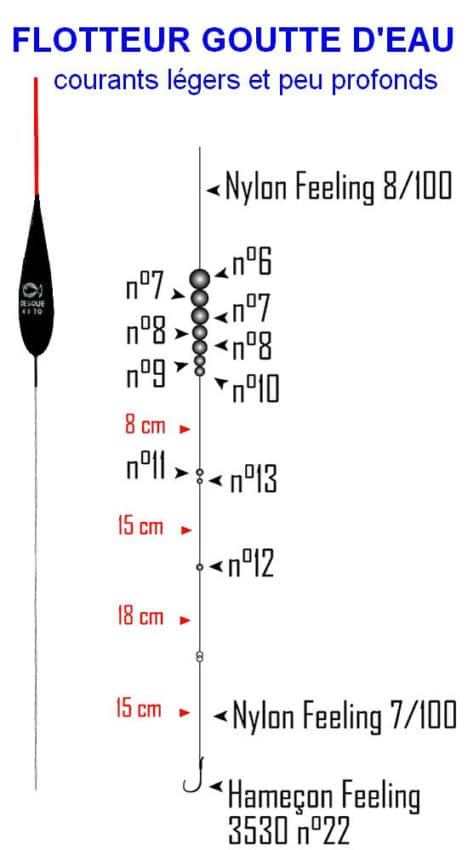 FLOTTEUR GOUTTE D'EAU
courants légers et peu profonds
Nylon Feeling 8/100
n°6
n°7
n°7
n°8
n°8
n°9
n°10
8 cm
n°11
n°13
15 cm
n°12
18 cm
15 cm
Nylon Feeling 7/100
Hameçon Feeling
3530 n°22